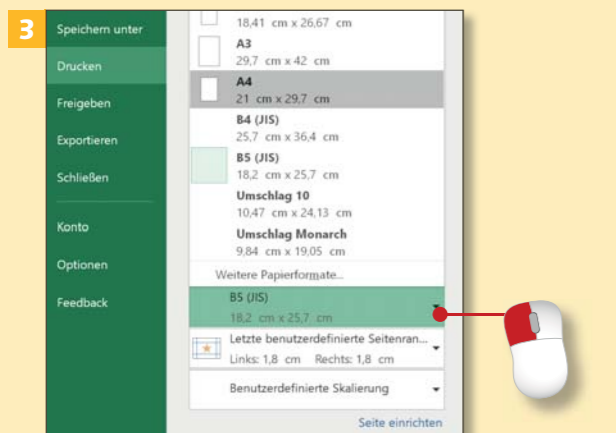 3
Speichern unter
Drucken
Freigeben
Exportieren
Schließen
Konto
Optionen
Feedback
18,41 cm x 26,67 cm
A3
29,7 cm x 42 cm
A4
21 cm x 29,7 cm
B4 (JIS)
25,7 cm x 36,4 cm
B5 (JIS)
18,2 cm x 25,7 cm
Umschlag 10
10,47 cm x 24,13 cm
Umschlag Monarch
9,84 cm x 19,05 cm
Weitere Papierformate...
B5 (JIS)
18,2 cm x 25,7 cm
Letzte benutzerdefinierte Seitenran...
Links: 1,8 cm Rechts: 1,8 cm
Benutzerdefinierte Skalierung
Seite einrichten